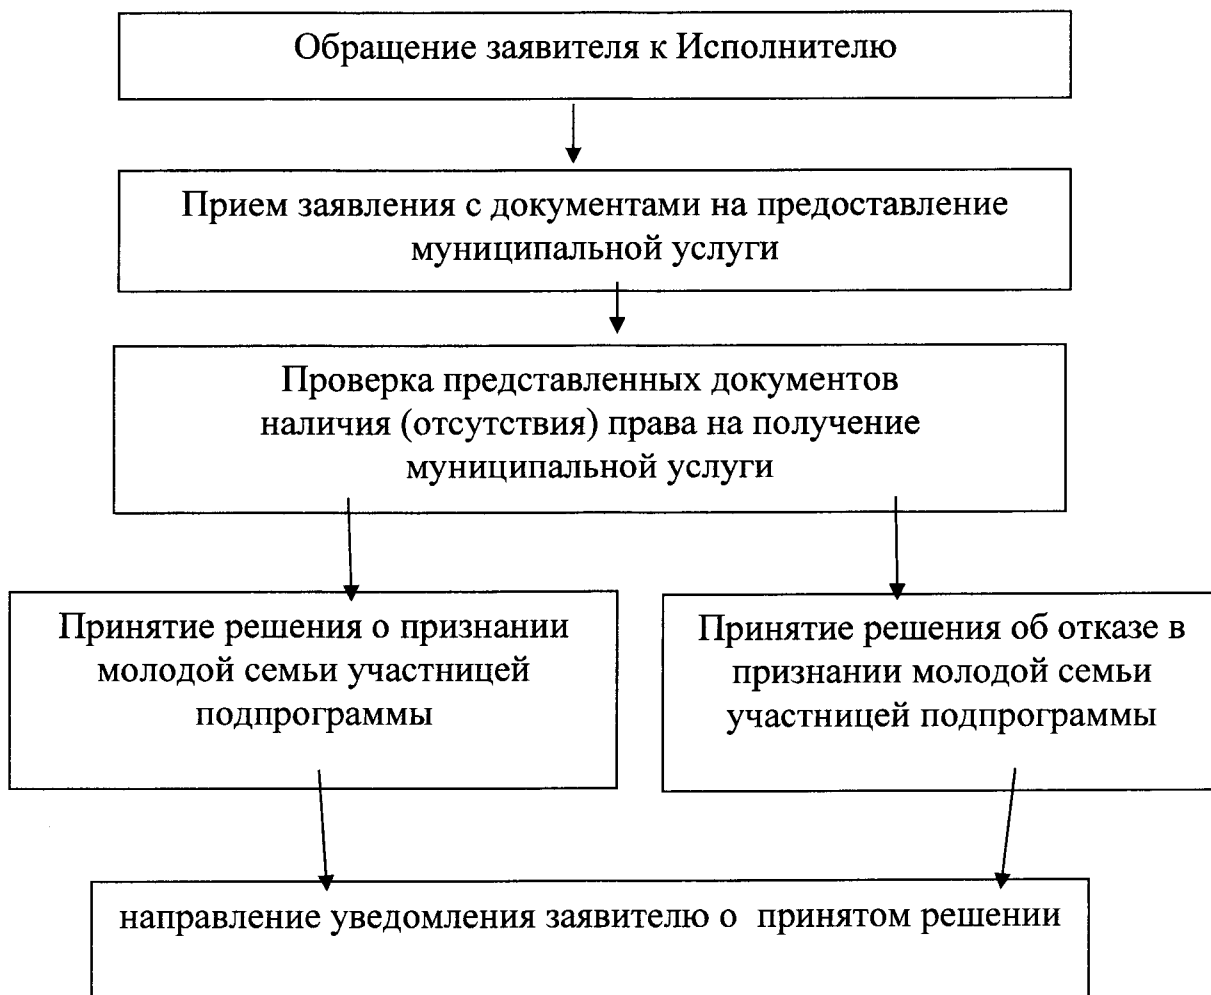 Обращение заявителя к Исполнителю
Прием заявления с документами на предоставление
муниципальной услуги
Проверка представленных документов
наличия (отсутствия) права на получение
муниципальной услуги
Принятие решения о признании
молодой семьи участницей
подпрограммы
Принятие решения об отказе в
признании молодой семьи
участницей подпрограммы
направление уведомления заявителю о принятом решении